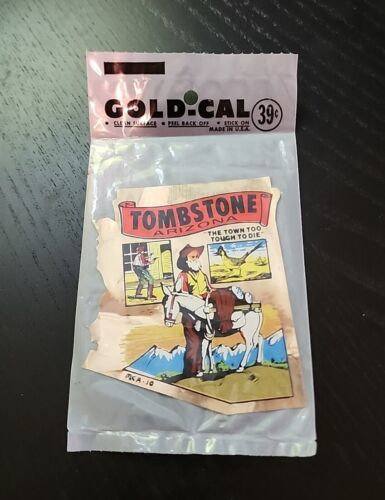 GOLD-CAL
39¢
• CLEAN SURFACE • PEEL BACK OFF • STICK ON
MADE IN U.S.A.
TOMBSTONE
ARIZONA
"THE TOWN TOO
TOUGH TO DIE"